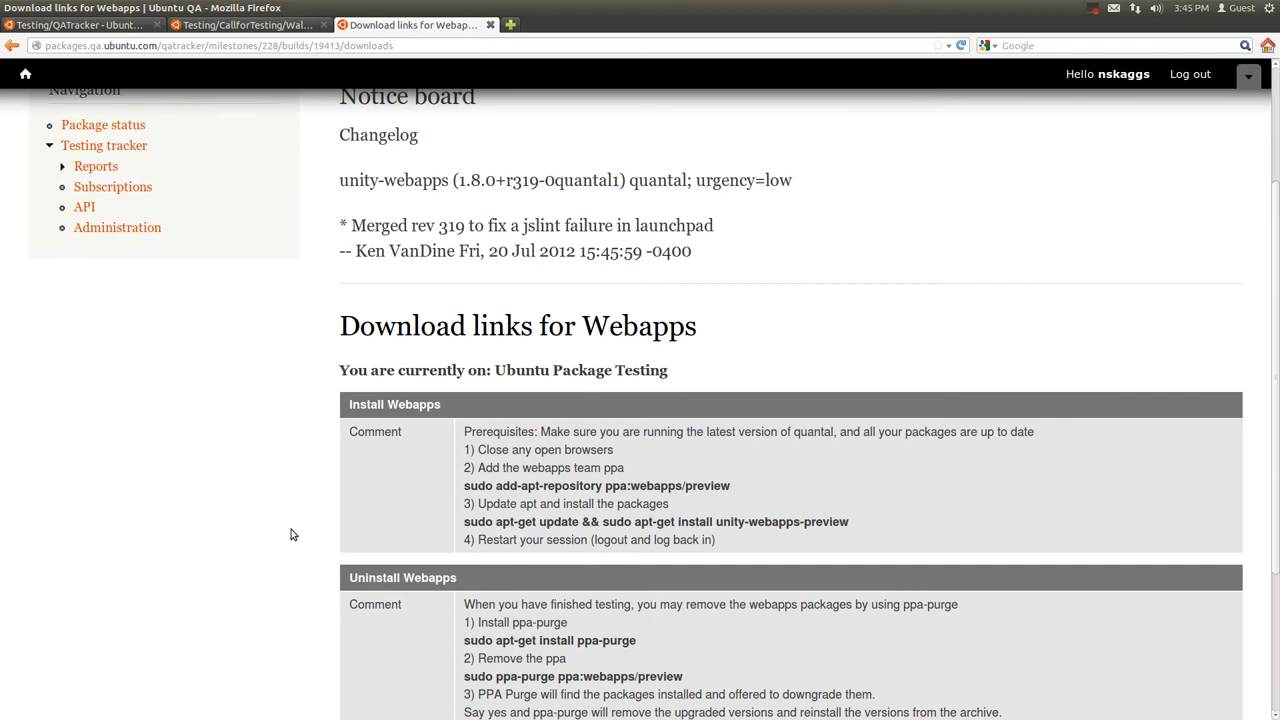 Download links for Webapps | Ubuntu QA - Mozilla Firefox
3:45 PM Guest
Testing/QATracker - Ubunt...
Testing/CallforTesting/Wal...
Download links for Webap...
packages.qa.ubuntu.com/qatracker/milestones/228/builds/19413/downloads
Google
Hello nskaggs Log out
Navigation
Package status
Testing tracker
Reports
Subscriptions
API
Administration
Notice board
Changelog
unity-webapps (1.8.0+r319-0quantal1) quantal; urgency=low
* Merged rev 319 to fix a jslint failure in launchpad
-- Ken VanDine Fri, 20 Jul 2012 15:45:59 -0400
Download links for Webapps
You are currently on: Ubuntu Package Testing
Install Webapps
Comment
Prerequisites: Make sure you are running the latest version of quantal, and all your packages are up to date
1) Close any open browsers
2) Add the webapps team ppa
sudo add-apt-repository ppa:webapps/preview
3) Update apt and install the packages
sudo apt-get update && sudo apt-get install unity-webapps-preview
4) Restart your session (logout and log back in)
Uninstall Webapps
Comment
When you have finished testing, you may remove the webapps packages by using ppa-purge
1) Install ppa-purge
sudo apt-get install ppa-purge
2) Remove the ppa
sudo ppa-purge ppa:webapps/preview
3) PPA Purge will find the packages installed and offered to downgrade them.
Say yes and ppa-purge will remove the upgraded versions and reinstall the versions from the archive.